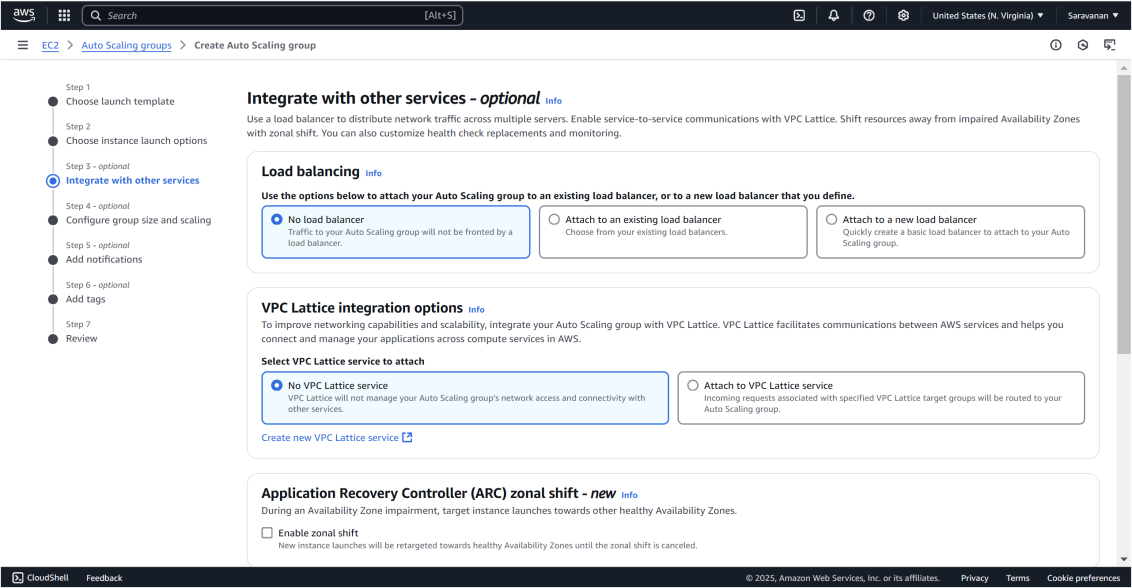 aws
Search
[Alt+S]
United States (N. Virginia)
Saravanan
EC2
Auto Scaling groups
Create Auto Scaling group
Step 1
Choose launch template
Step 2
Choose instance launch options
Step 3 - optional
Integrate with other services
Step 4 - optional
Configure group size and scaling
Step 5 - optional
Add notifications
Step 6 - optional
Add tags
Step 7
Review
Integrate with other services - optional Info
Use a load balancer to distribute network traffic across multiple servers. Enable service-to-service communications with VPC Lattice. Shift resources away from impaired Availability Zones
with zonal shift. You can also customize health check replacements and monitoring.
Load balancing Info
Use the options below to attach your Auto Scaling group to an existing load balancer, or to a new load balancer that you define.
No load balancer
Traffic to your Auto Scaling group will not be fronted by a
load balancer.
Attach to an existing load balancer
Choose from your existing load balancers.
Attach to a new load balancer
Quickly create a basic load balancer to attach to your Auto
Scaling group.
VPC Lattice integration options Info
To improve networking capabilities and scalability, integrate your Auto Scaling group with VPC Lattice. VPC Lattice facilitates communications between AWS services and helps you
connect and manage your applications across compute services in AWS.
Select VPC Lattice service to attach
No VPC Lattice service
VPC Lattice will not manage your Auto Scaling group's network access and connectivity with
other services.
Attach to VPC Lattice service
Incoming requests associated with specified VPC Lattice target groups will be routed to your
Auto Scaling group.
Create new VPC Lattice service
Application Recovery Controller (ARC) zonal shift - new Info
During an Availability Zone impairment, target instance launches towards other healthy Availability Zones.
Enable zonal shift
New instance launches will be retargeted towards healthy Availability Zones until the zonal shift is canceled.
CloudShell
Feedback
© 2025, Amazon Web Services, Inc. or its affiliates.
Privacy
Terms
Cookie preferences